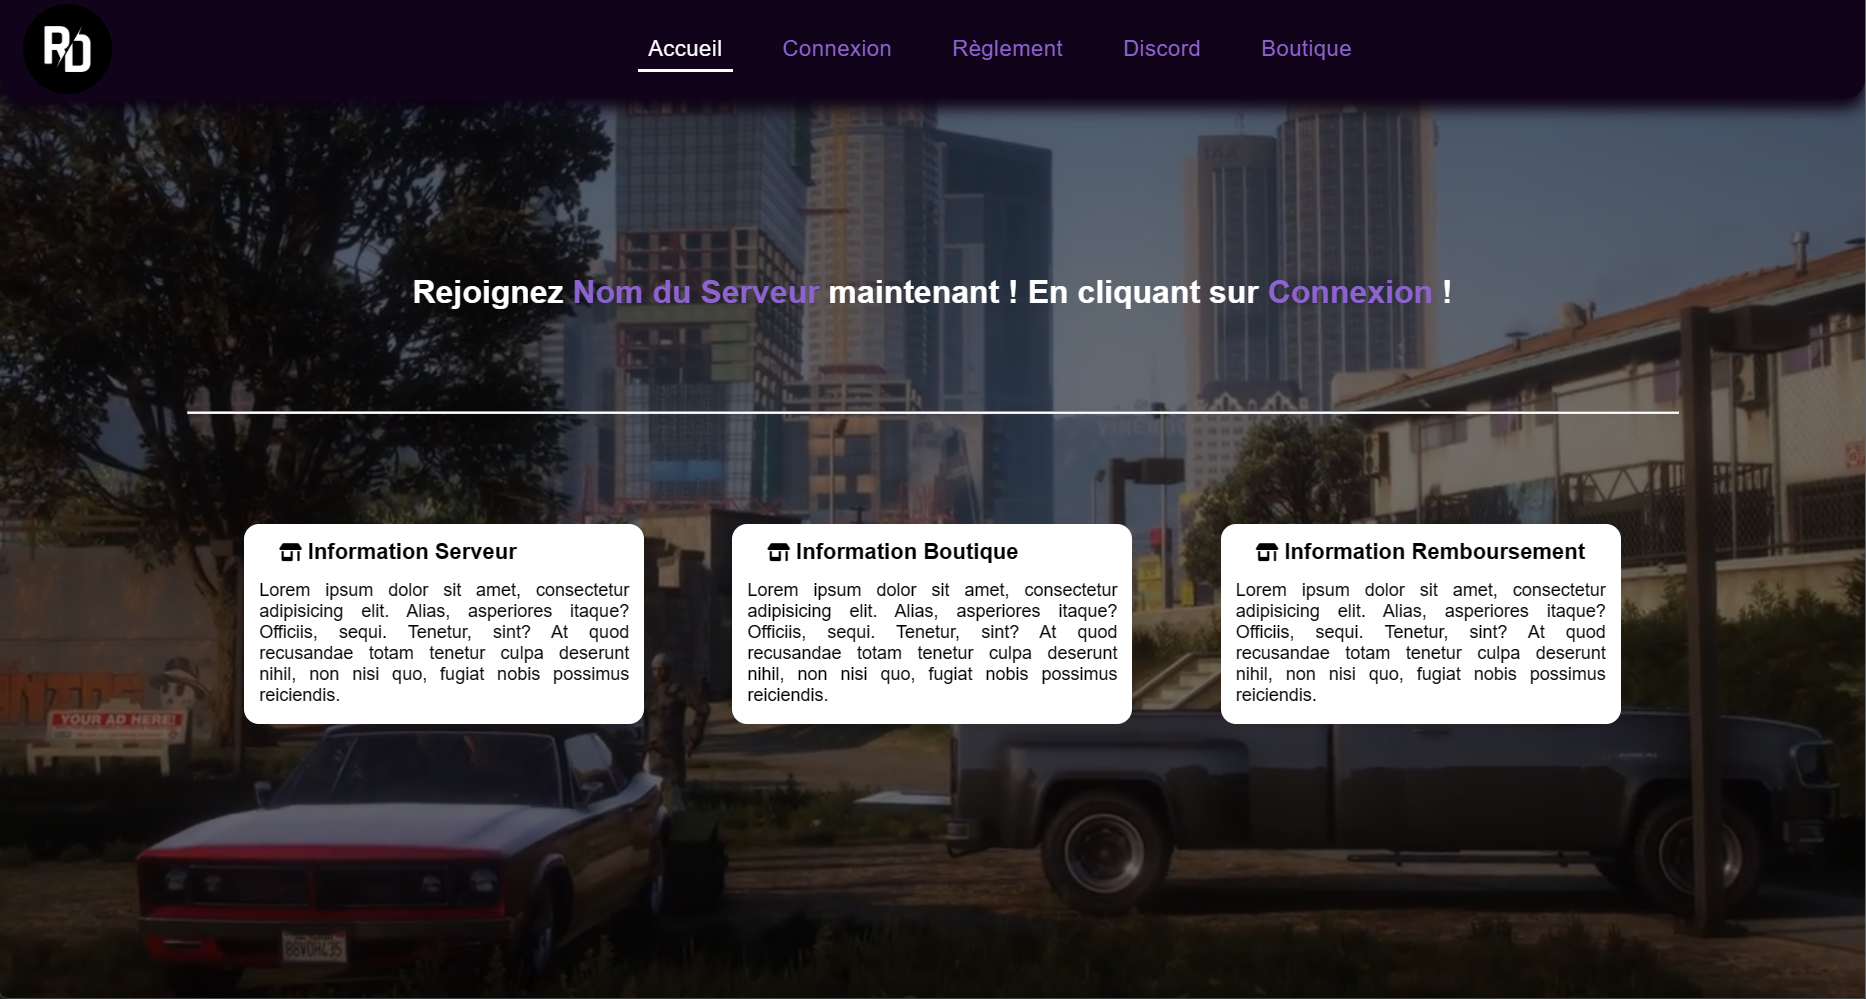 RD
Accueil Connexion Règlement Discord Boutique
IAA
Rejoignez Nom du Serveur maintenant ! En cliquant sur Connexion !
Information Serveur
Lorem ipsum dolor sit amet, consectetur
adipisicing elit. Alias, asperiores itaque?
Officiis, sequi. Tenetur, sint? At quod
recusandae totam tenetur culpa deserunt
nihil, non nisi quo, fugiat nobis possimus
reiciendis.
Information Boutique
Lorem ipsum dolor sit amet, consectetur
adipisicing elit. Alias, asperiores itaque?
Officiis, sequi. Tenetur, sint? At quod
recusandae totam tenetur culpa deserunt
nihil, non nisi quo, fugiat nobis possimus
reiciendis.
Information Remboursement
Lorem ipsum dolor sit amet, consectetur
adipisicing elit. Alias, asperiores itaque?
Officiis, sequi. Tenetur, sint? At quod
recusandae totam tenetur culpa deserunt
nihil, non nisi quo, fugiat nobis possimus
reiciendis.
YOUR AD HERE!